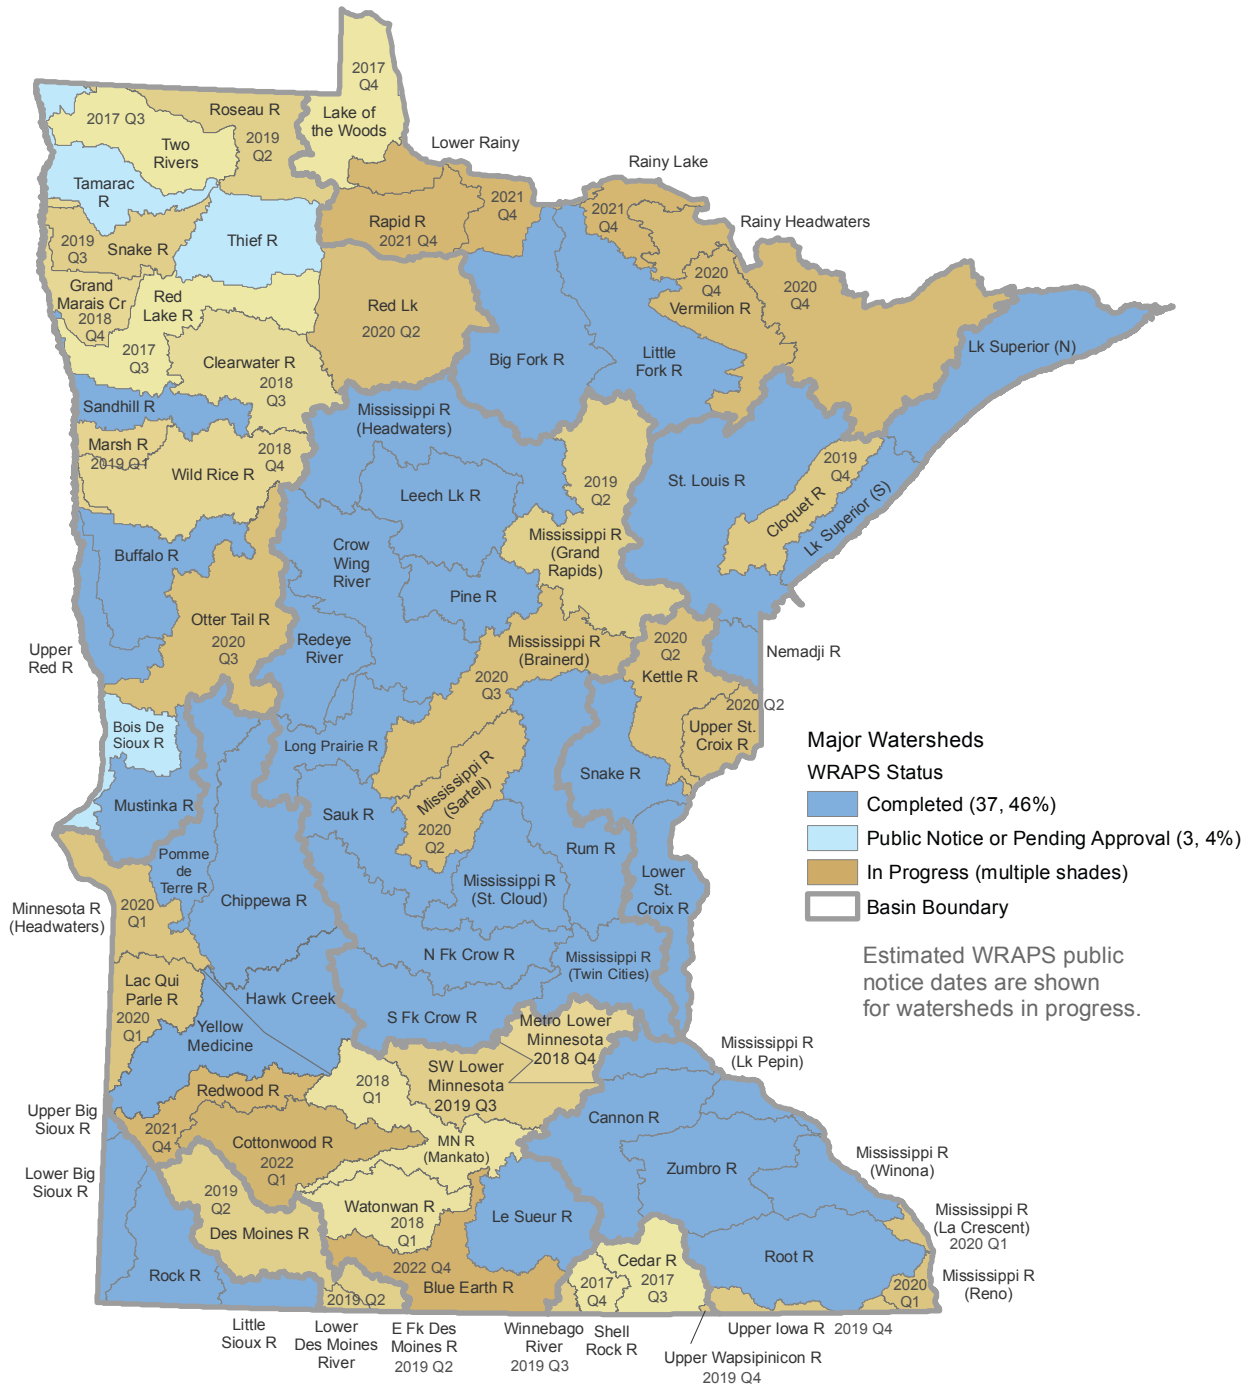 2017
Q4
Lake of
the Woods
Roseau R
2019
Q2
2017 Q3
Two
Rivers
Lower Rainy
Rainy Lake
Rainy Headwaters
Tamarac
R
Thief R
Rapid R
2021 Q4
2021
Q4
2021
Q4
2020
Q4
Vermilion R
2020
Q4
2019
Q3
Snake R
Grand
Marais Cr
2018
Q4
Red
Lake R
2017
Q3
Red Lk
2020 Q2
Clearwater R
2018
Q3
Big Fork R
Little
Fork R
Lk Superior (N)
Sandhill R
Mississippi R
(Headwaters)
Marsh R
2019 Q1
Wild Rice R
2018
Q4
Leech Lk R
2019
Q2
Mississippi R
(Grand
Rapids)
St. Louis R
2019
Q4
Cloquet R
Lk Superior (S)
Buffalo R
Crow
Wing
River
Pine R
Otter Tail R
2020
Q3
Upper
Red R
Redeye
River
Mississippi R
(Brainerd)
2020
Q3
2020
Q2
Kettle R
Nemadji R
2020 Q2
Upper St.
Croix R
Bois De
Sioux R
Long Prairie R
Mississippi R
(Sartell)
2020
Q2
Snake R
Mustinka R
Sauk R
Rum R
Pomme
de
Terre R
Chippewa R
Mississippi R
(St. Cloud)
Lower
St.
Croix R
Minnesota R
(Headwaters)
2020
Q1
N Fk Crow R
Mississippi R
(Twin Cities)
Lac Qui
Parle R
2020
Q1
Hawk Creek
S Fk Crow R
Yellow
Medicine
Metro Lower
Minnesota
2018 Q4
Mississippi R
(Lk Pepin)
SW Lower
Minnesota
2019 Q3
2018
Q1
Redwood R
Cannon R
Upper Big
Sioux R
2021
Q4
Cottonwood R
2022
Q1
MN R
(Mankato)
Zumbro R
Mississippi R
(Winona)
Lower Big
Sioux R
2019
Q2
Des Moines R
Watonwan R
2018
Q1
Le Sueur R
Mississippi R
(La Crescent)
2020 Q1
Rock R
2022 Q4
Blue Earth R
Cedar R
2017
Q3
2017
Q4
Root R
2020
Q1
Mississippi R
(Reno)
2019 Q2
Little
Sioux R
Lower
Des Moines
River
E Fk Des
Moines R
2019 Q2
Winnebago
River
2019 Q3
Shell
Rock R
Upper Iowa R 2019 Q4
Upper Wapsipinicon R
2019 Q4
Major Watersheds
WRAPS Status
Completed (37, 46%)
Public Notice or Pending Approval (3, 4%)
In Progress (multiple shades)
Basin Boundary
Estimated WRAPS public
notice dates are shown
for watersheds in progress.